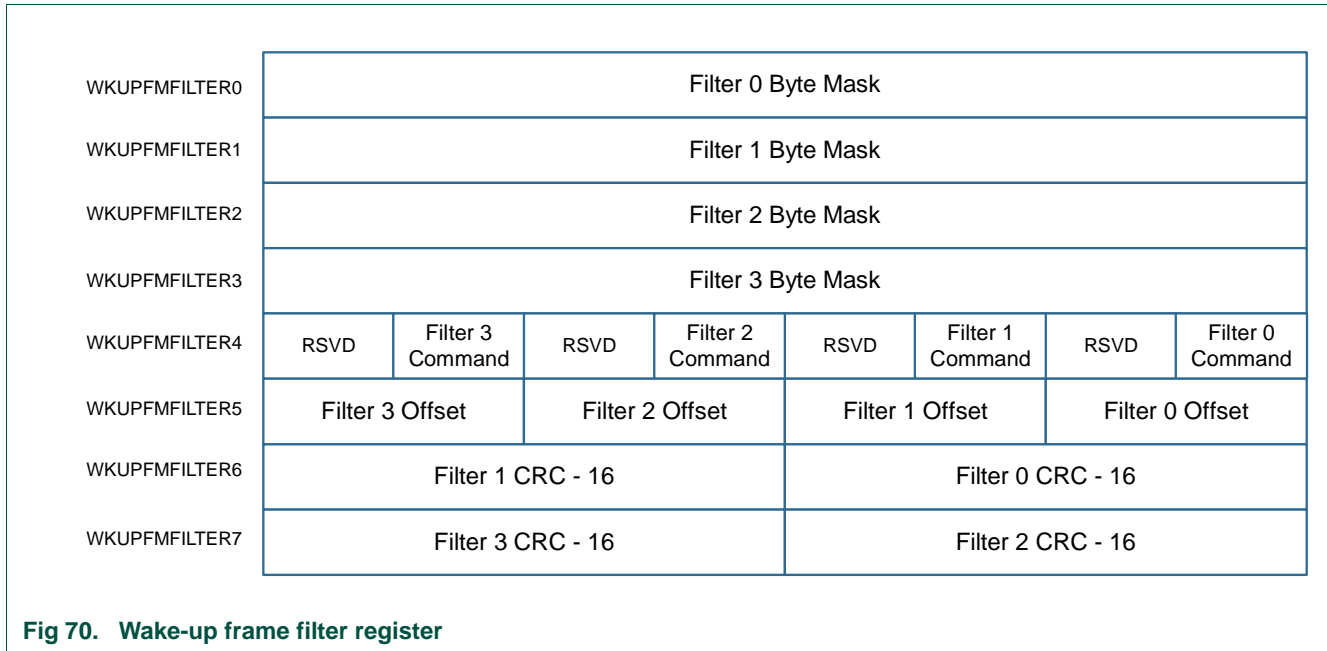 WKUPFMFILTER0
Filter 0 Byte Mask
WKUPFMFILTER1
Filter 1 Byte Mask
WKUPFMFILTER2
Filter 2 Byte Mask
WKUPFMFILTER3
Filter 3 Byte Mask
WKUPFMFILTER4
RSVD
Filter 3
Command
RSVD
Filter 2
Command
RSVD
Filter 1
Command
RSVD
Filter 0
Command
WKUPFMFILTER5
Filter 3 Offset
Filter 2 Offset
Filter 1 Offset
Filter 0 Offset
WKUPFMFILTER6
Filter 1 CRC - 16
Filter 0 CRC - 16
WKUPFMFILTER7
Filter 3 CRC - 16
Filter 2 CRC - 16
Fig 70. Wake-up frame filter register